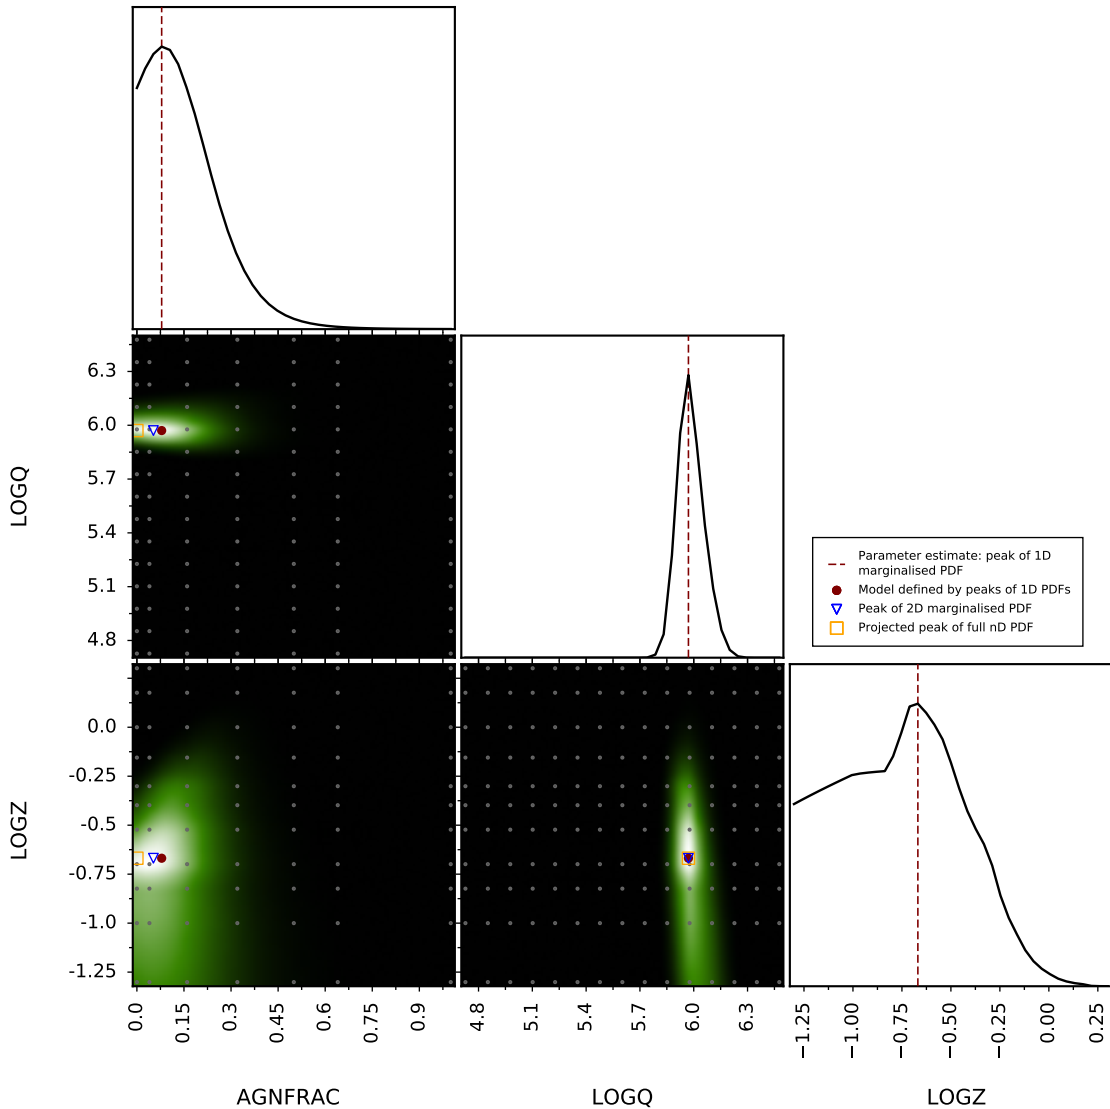 6.3
6.0
5.7
5.4
5.1
4.8
LOGQ
Parameter estimate: peak of 1D
marginalised PDF
Model defined by peaks of 1D PDFs
Peak of 2D marginalised PDF
Projected peak of full nD PDF
0.0
-0.25
-0.5
-0.75
-1.0
-1.25
LOGZ
0.0 0.15 0.3 0.45 0.6 0.75 0.9
4.8 5.1 5.4 5.7 6.0 6.3
−1.25 −1.00 −0.75 −0.50 −0.25 0.00 0.25
AGNFRAC LOGQ LOGZ